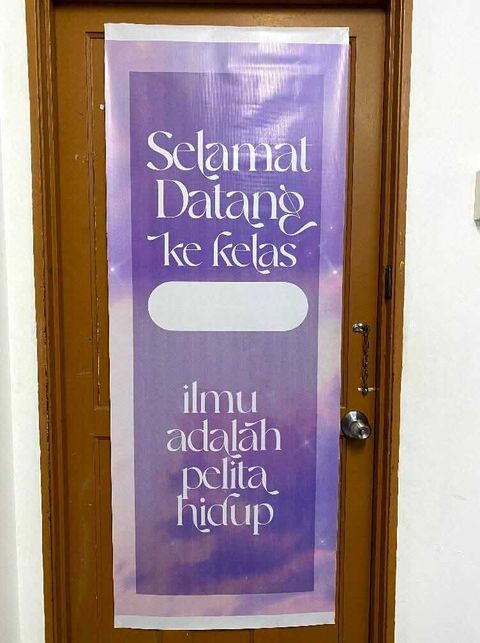 Selamat
Datang
ke kelas
ilmu
adalah
pelita
hidup